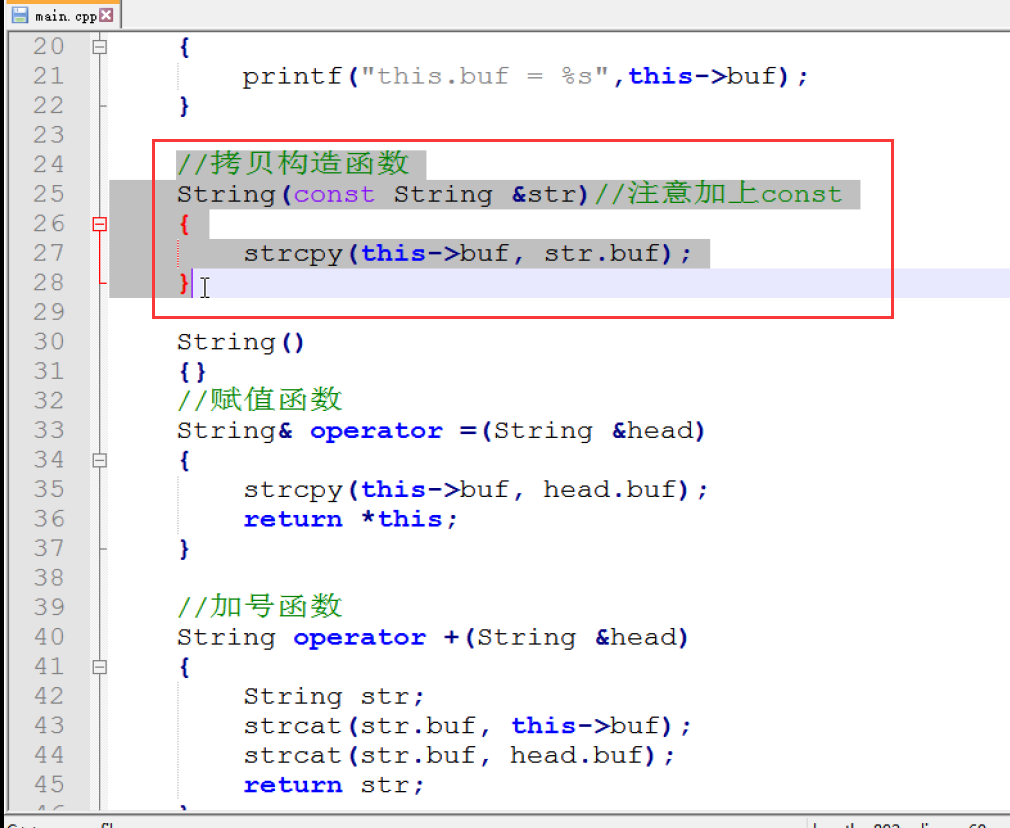 main.cpp
20 {
21 printf("this.buf = %s",this->buf);
22 }
23
24 //拷贝构造函数
25 String(const String &str)//注意加上const
26 {
27 strcpy(this->buf, str.buf);
28 }
29
30 String()
31 {}
32 //赋值函数
33 String& operator =(String &head)
34 {
35 strcpy(this->buf, head.buf);
36 return *this;
37 }
38
39 //加号函数
40 String operator +(String &head)
41 {
42 String str;
43 strcat(str.buf, this->buf);
44 strcat(str.buf, head.buf);
45 return str;